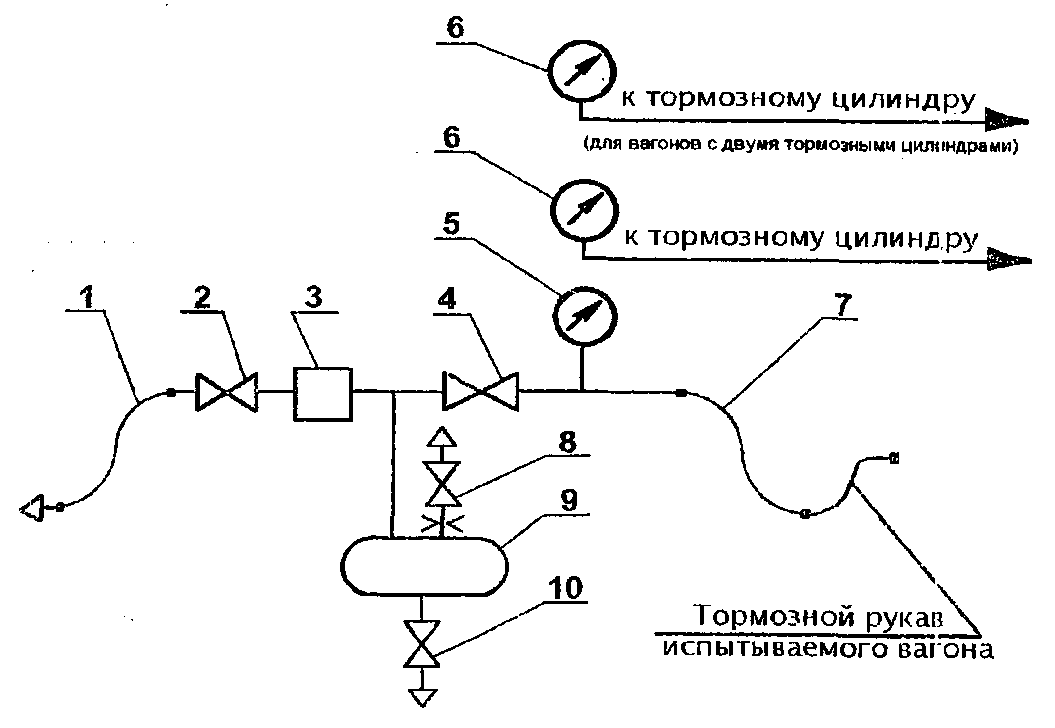 6
к тормозному цилиндру
(для вагонов с двумя тормозными цилиндрами)
6
к тормозному цилиндру
5
1
2
3
4
7
8
9
10
Тормозной рукав
испытываемого вагона